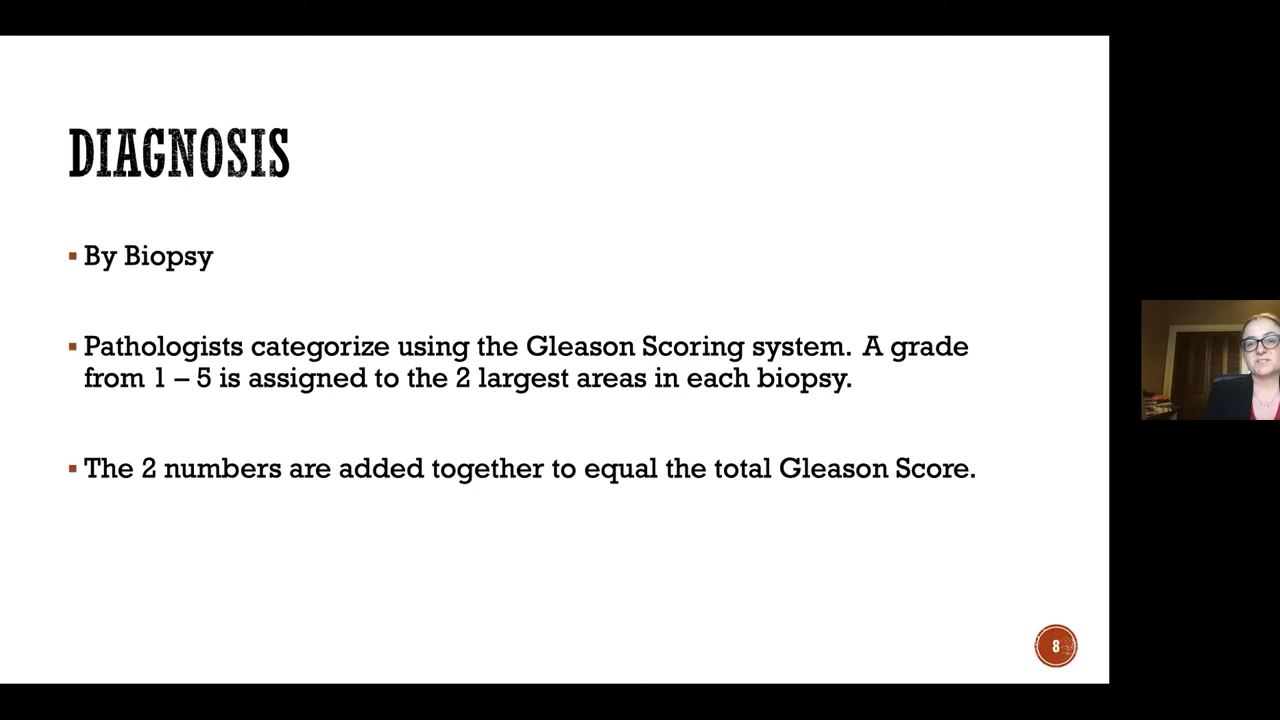 DIAGNOSIS
By Biopsy
Pathologists categorize using the Gleason Scoring system.  A grade
from 1 – 5 is assigned to the 2 largest areas in each biopsy.
The 2 numbers are added together to equal the total Gleason Score.
8